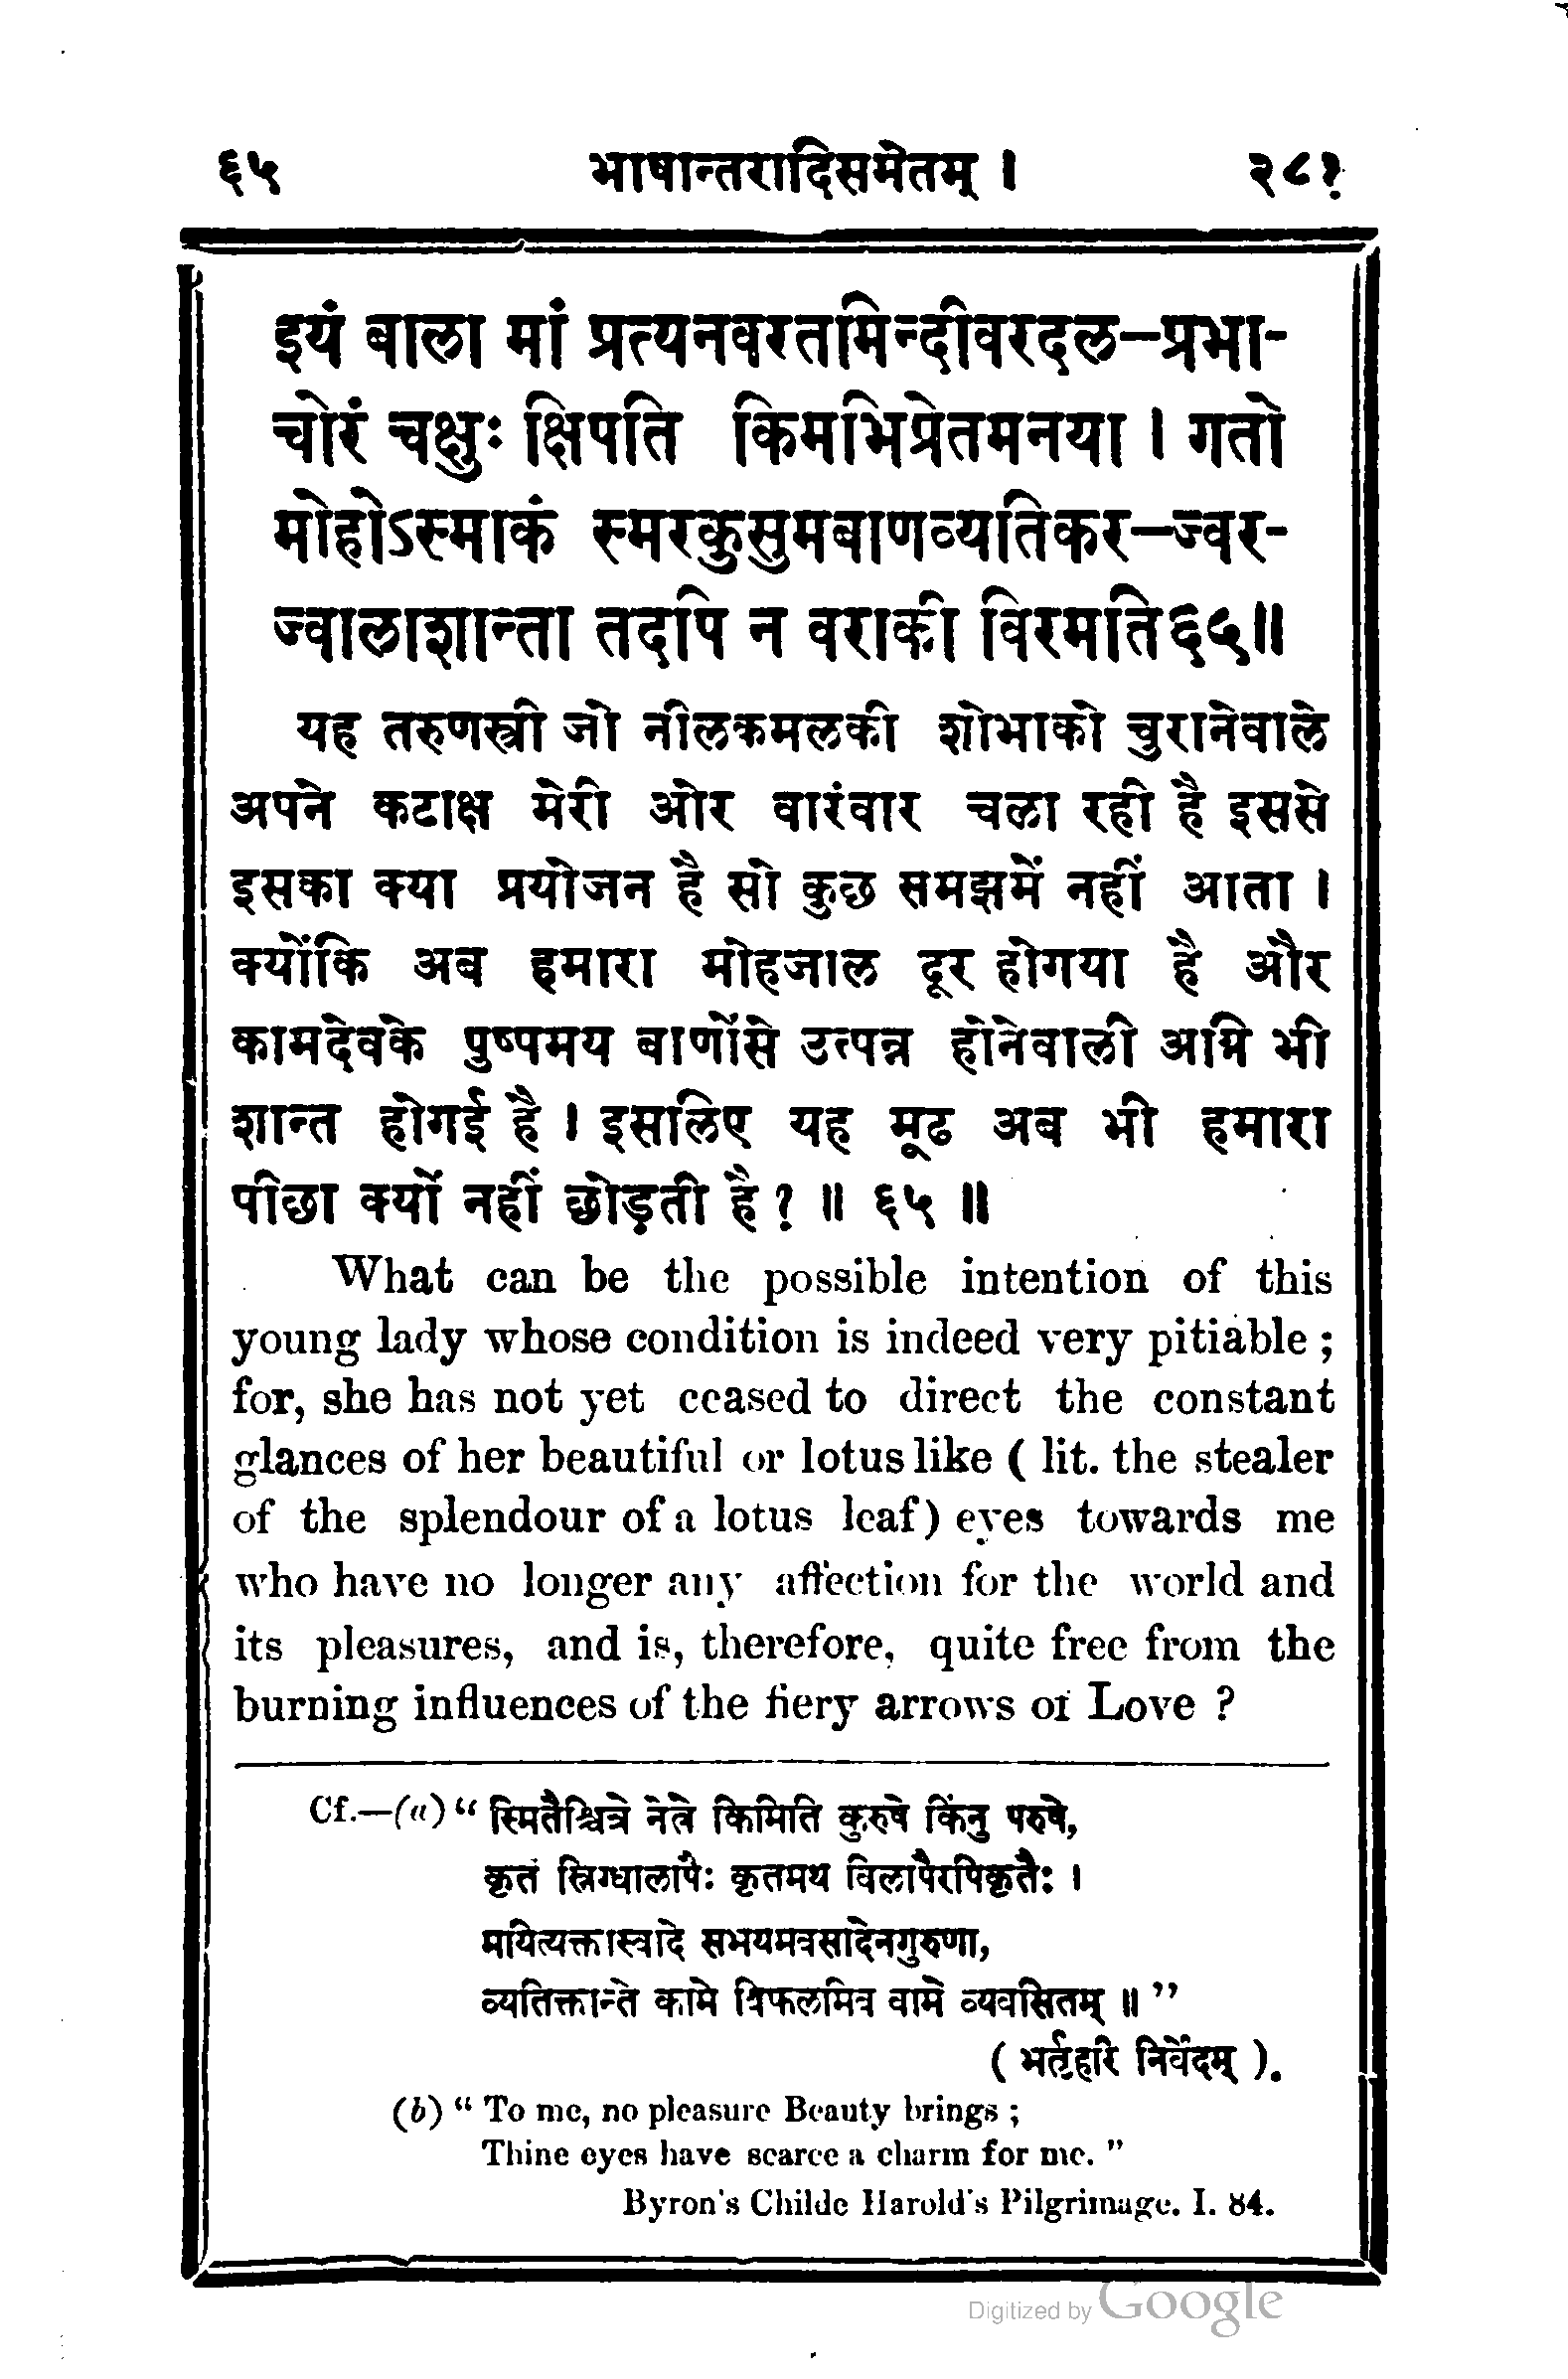 ६५ भाषान्तरादिसमेतम् । २८१
इयं बाला मां प्रत्यनवरतमिन्दीवरदल–प्रभा-
चोरं चक्षुः क्षिपति किमभिप्रेतमनया । गतो
मोहोऽस्माकं स्मरकुसुमबाणव्यतिकर–ज्वर-
ज्वालाशान्ता तदपि न वराकी विरमति६५॥
यह तरुणस्त्री जो नीलकमलकी शोभाको चुरानेवाले
अपने कटाक्ष मेरी ओर वारंवार चला रही है इससे
इसका क्या प्रयोजन है सो कुछ समझमें नहीं आता ।
क्योंकि अब हमारा मोहजाल दूर होगया है और
कामदेवके पुष्पमय बाणोंसे उत्पन्न होनेवाली अग्नि भी
शान्त होगई है । इसलिए यह मूढ अब भी हमारा
पीछा क्यों नहीं छोड़ती है ? ॥ ६५ ॥
What can be the possible intention of this
young lady whose condition is indeed very pitiable ;
for, she has not yet ceased to direct the constant
glances of her beautiful or lotus like ( lit. the stealer
of the splendour of a lotus leaf) eyes towards me
who have no longer any affection for the world and
its pleasures, and is, therefore, quite free from the
burning influences of the fiery arrows of Love ?
Cf.—(a) “ स्मितैश्चित्रे नेत्रे किमिति कुरुषे किंनु परुषे,
कृतं स्निग्धालापैः कृतमथ विलापैरपिकृतैः ।
मयित्यक्तास्वादे सभयमवसादेनगुरुणा,
व्यतिक्तान्ते कामे विफलमिव वामे व्यवसितम् ॥ ”
( भर्तृहरि निर्वेदम् ).
(b) “ To me, no pleasure Beauty brings ;
Thine eyes have scarce a charm for me. ”
Byron's Childe Harold's Pilgrimage. I. 84.
Digitized by Google